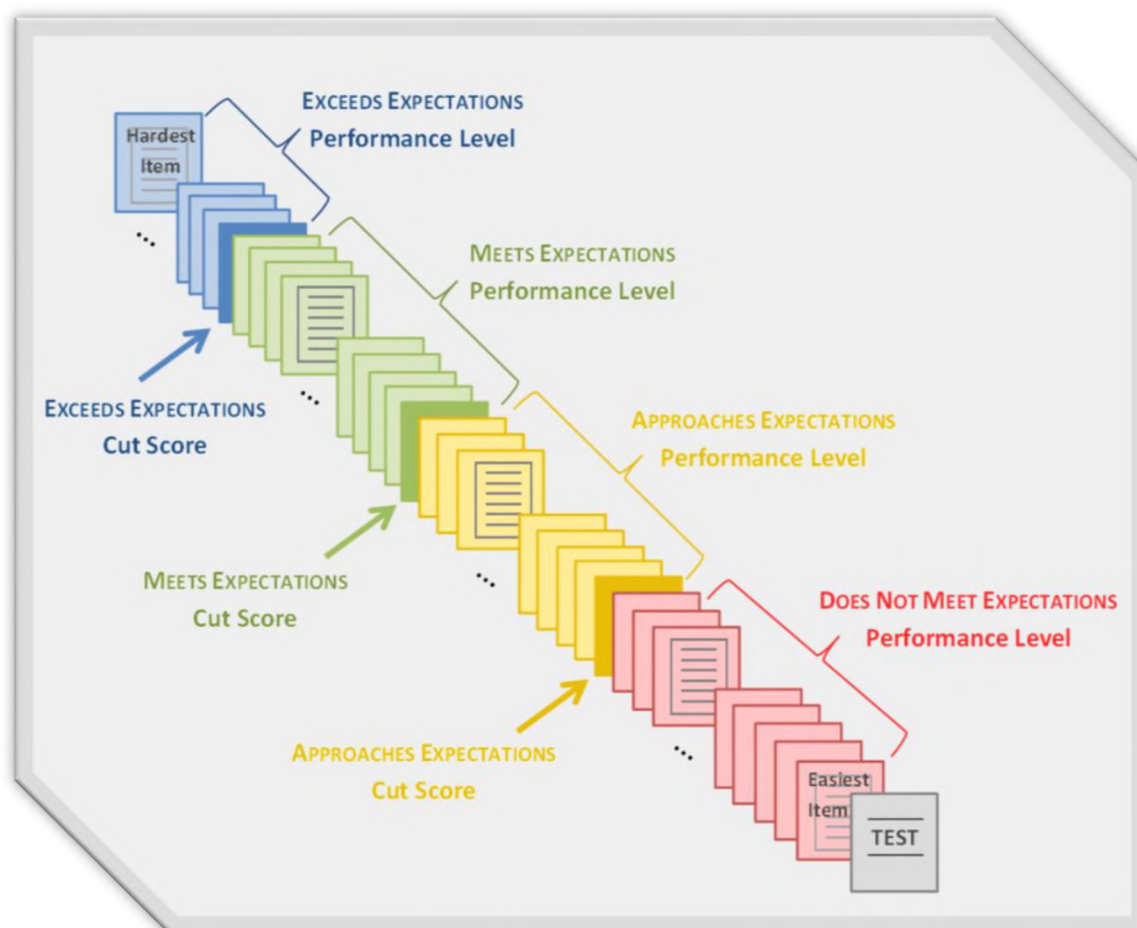 EXCEEDS EXPECTATIONS
Performance Level
Hardest
Item
MEETS EXPECTATIONS
Performance Level
EXCEEDS EXPECTATIONS
Cut Score
APPROACHES EXPECTATIONS
Performance Level
MEETS EXPECTATIONS
Cut Score
DOES NOT MEET EXPECTATIONS
Performance Level
APPROACHES EXPECTATIONS
Cut Score
Easiest
Item
TEST